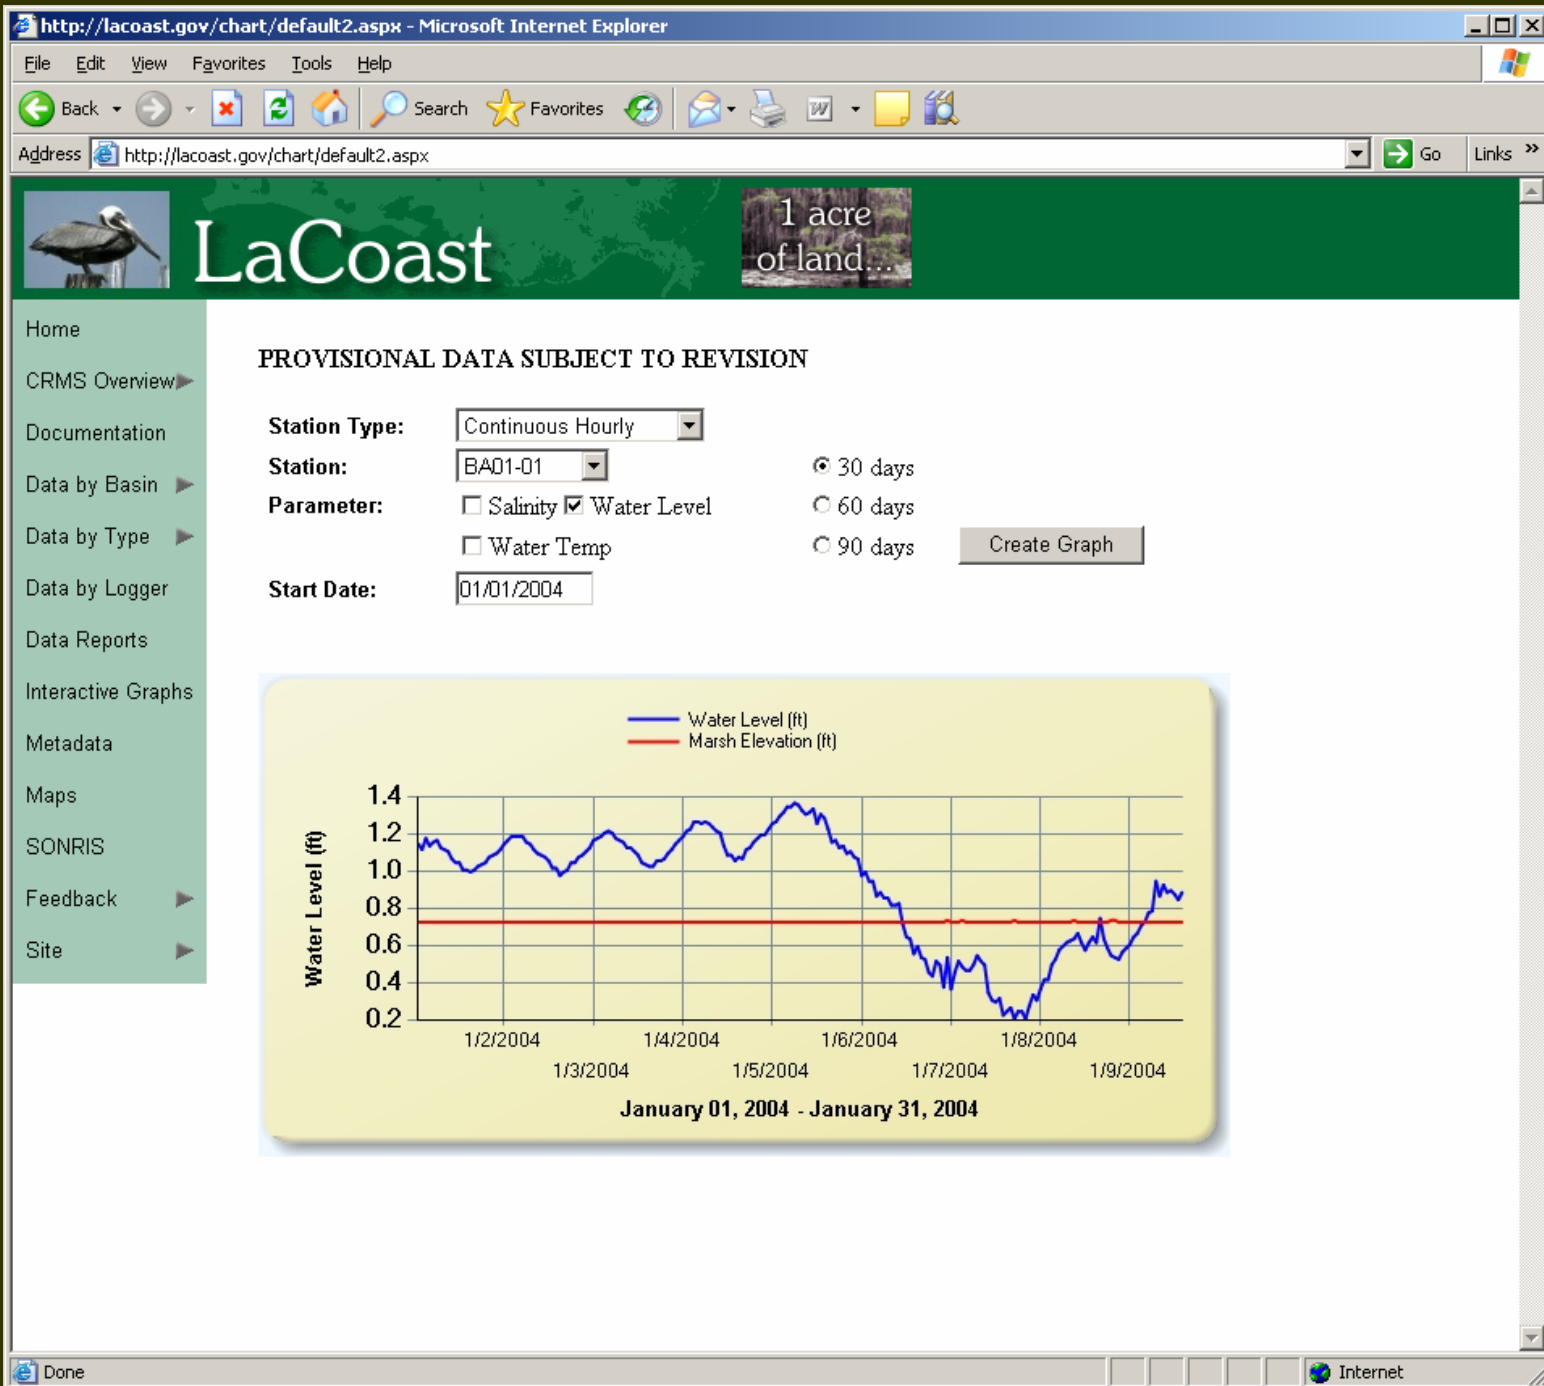 http://lacoast.gov/chart/default2.aspx - Microsoft Internet Explorer
File Edit View Favorites Tools Help
Back Search Favorites
Address http://lacoast.gov/chart/default2.aspx Go Links »
LaCoast
1 acre
of land...
Home
CRMS Overview
Documentation
Data by Basin
Data by Type
Data by Logger
Data Reports
Interactive Graphs
Metadata
Maps
SONRIS
Feedback
Site
PROVISIONAL DATA SUBJECT TO REVISION
Station Type: Continuous Hourly
Station: BA01-01 30 days
Parameter: Salinity Water Level 60 days
Water Temp 90 days Create Graph
Start Date: 01/01/2004
Water Level (ft)
Marsh Elevation (ft)
Water Level (ft)
1.4
1.2
1.0
0.8
0.6
0.4
0.2
1/2/2004 1/4/2004 1/6/2004 1/8/2004
1/3/2004 1/5/2004 1/7/2004 1/9/2004
January 01, 2004 - January 31, 2004
Done Internet